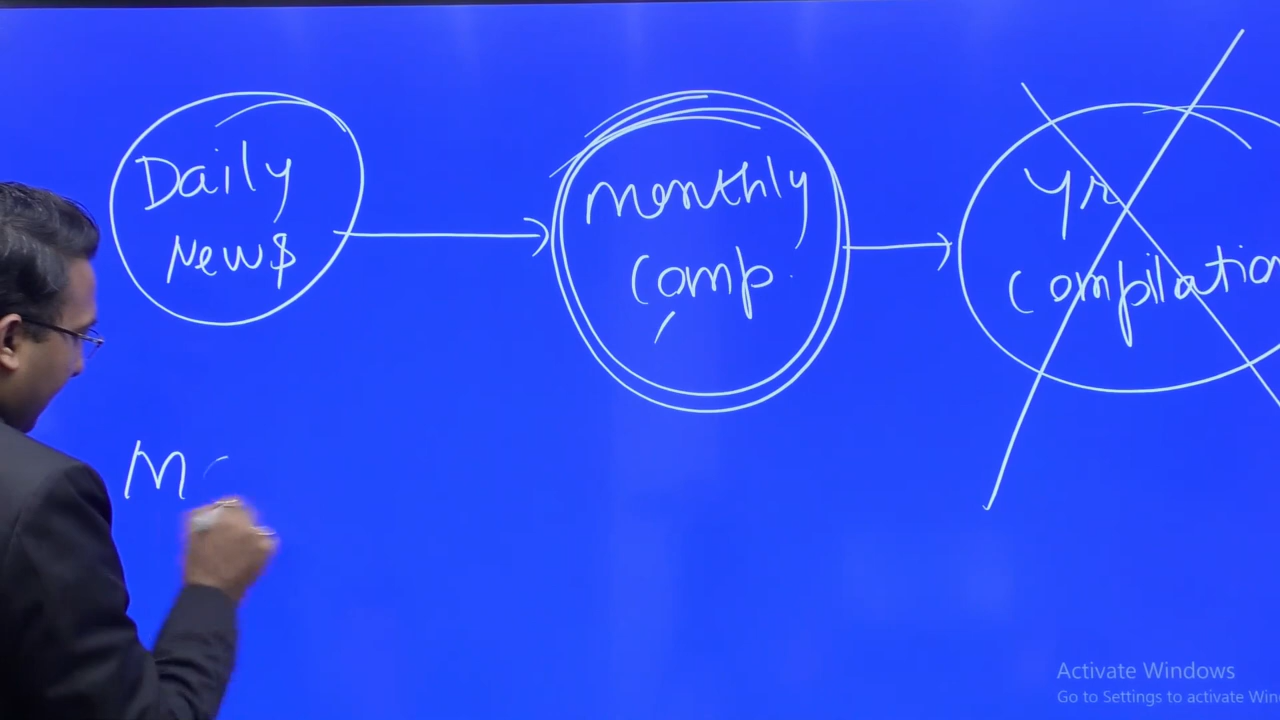 Daily
News
monthly
comp.
yr
compilation
M
Activate Windows
Go to Settings to activate Win